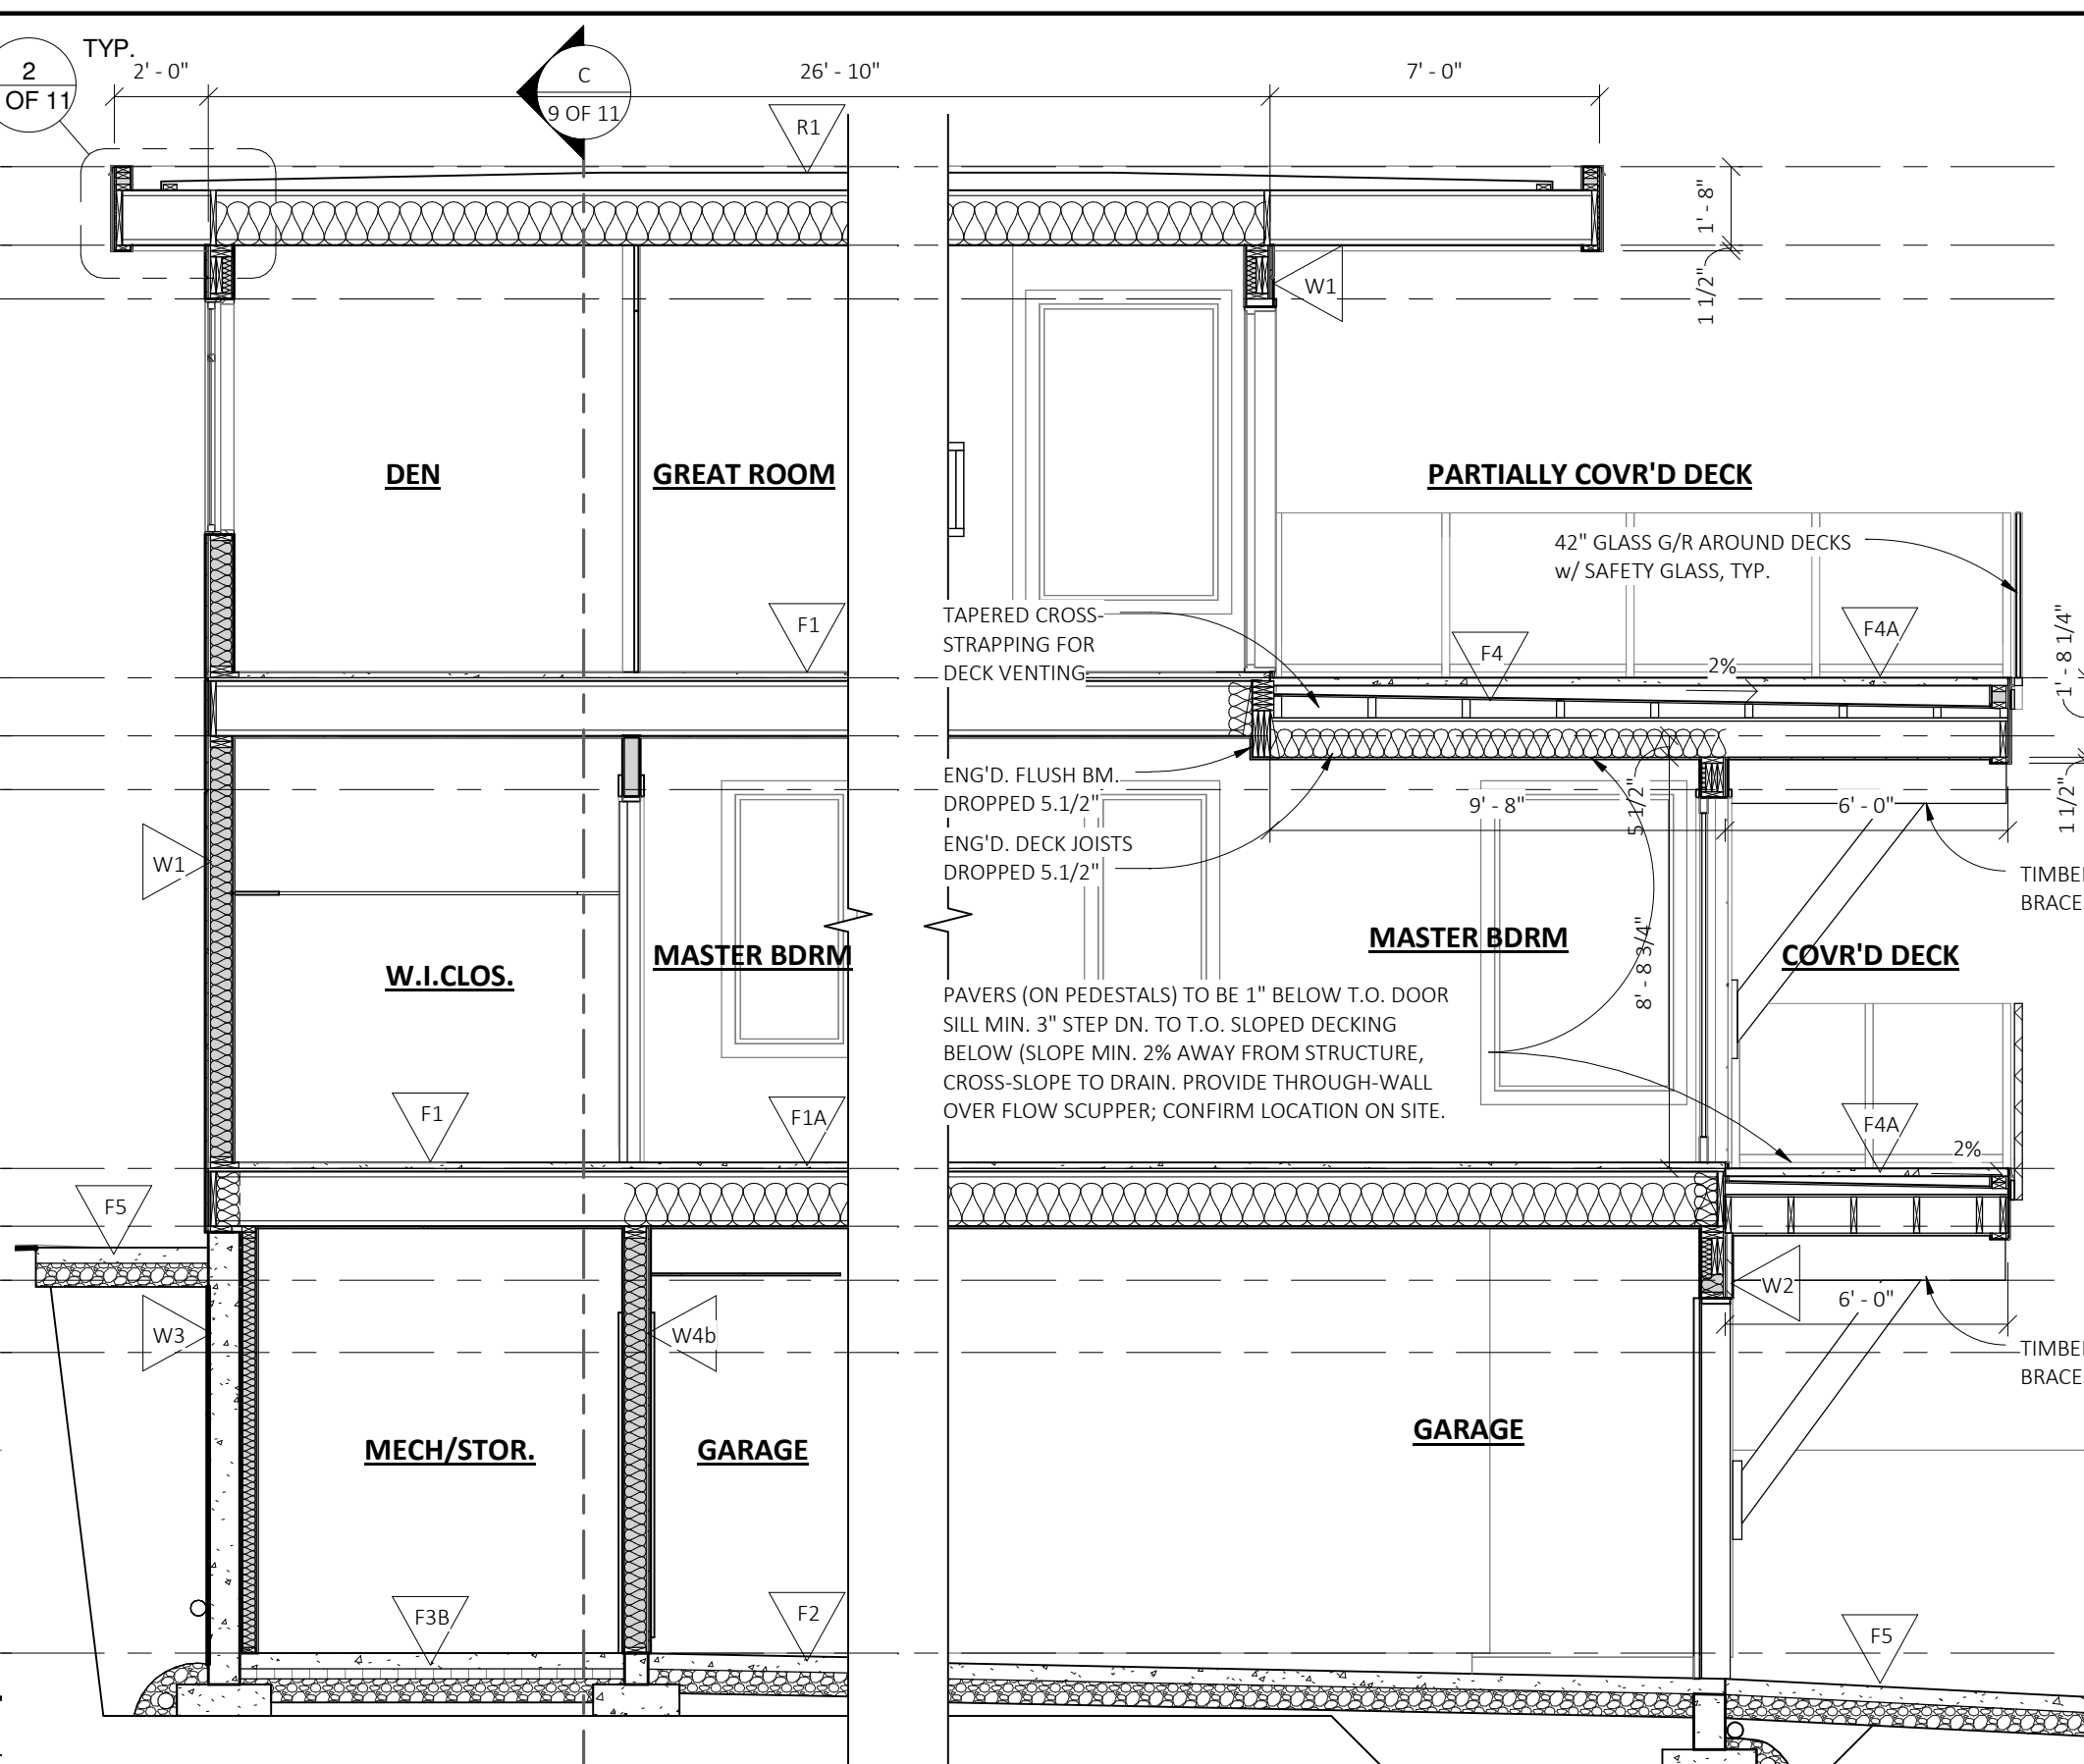 TYP.
2
OF 11
2' - 0"
C
9 OF 11
26' - 10"
7' - 0"
R1
1' - 8"
1 1/2"
W1
DEN
GREAT ROOM
PARTIALLY COVR'D DECK
42" GLASS G/R AROUND DECKS
w/ SAFETY GLASS, TYP.
F1
TAPERED CROSS-
STRAPPING FOR
DECK VENTING
F4
F4A
2%
1' - 8 1/4"
ENG'D. FLUSH BM.
DROPPED 5.1/2"
9' - 8"
5 1/2"
6' - 0"
1 1/2"
W1
ENG'D. DECK JOISTS
DROPPED 5.1/2"
TIMBE
BRACE
W.I.CLOS.
MASTER BDRM
MASTER BDRM
8' - 8 3/4"
COVR'D DECK
PAVERS (ON PEDESTALS) TO BE 1" BELOW T.O. DOOR
SILL MIN. 3" STEP DN. TO T.O. SLOPED DECKING
BELOW (SLOPE MIN. 2% AWAY FROM STRUCTURE,
CROSS-SLOPE TO DRAIN. PROVIDE THROUGH-WALL
OVER FLOW SCUPPER; CONFIRM LOCATION ON SITE.
F1
F1A
F4A
2%
F5
W2
6' - 0"
W3
W4b
TIMBE
BRACE
MECH/STOR.
GARAGE
GARAGE
F3B
F2
F5